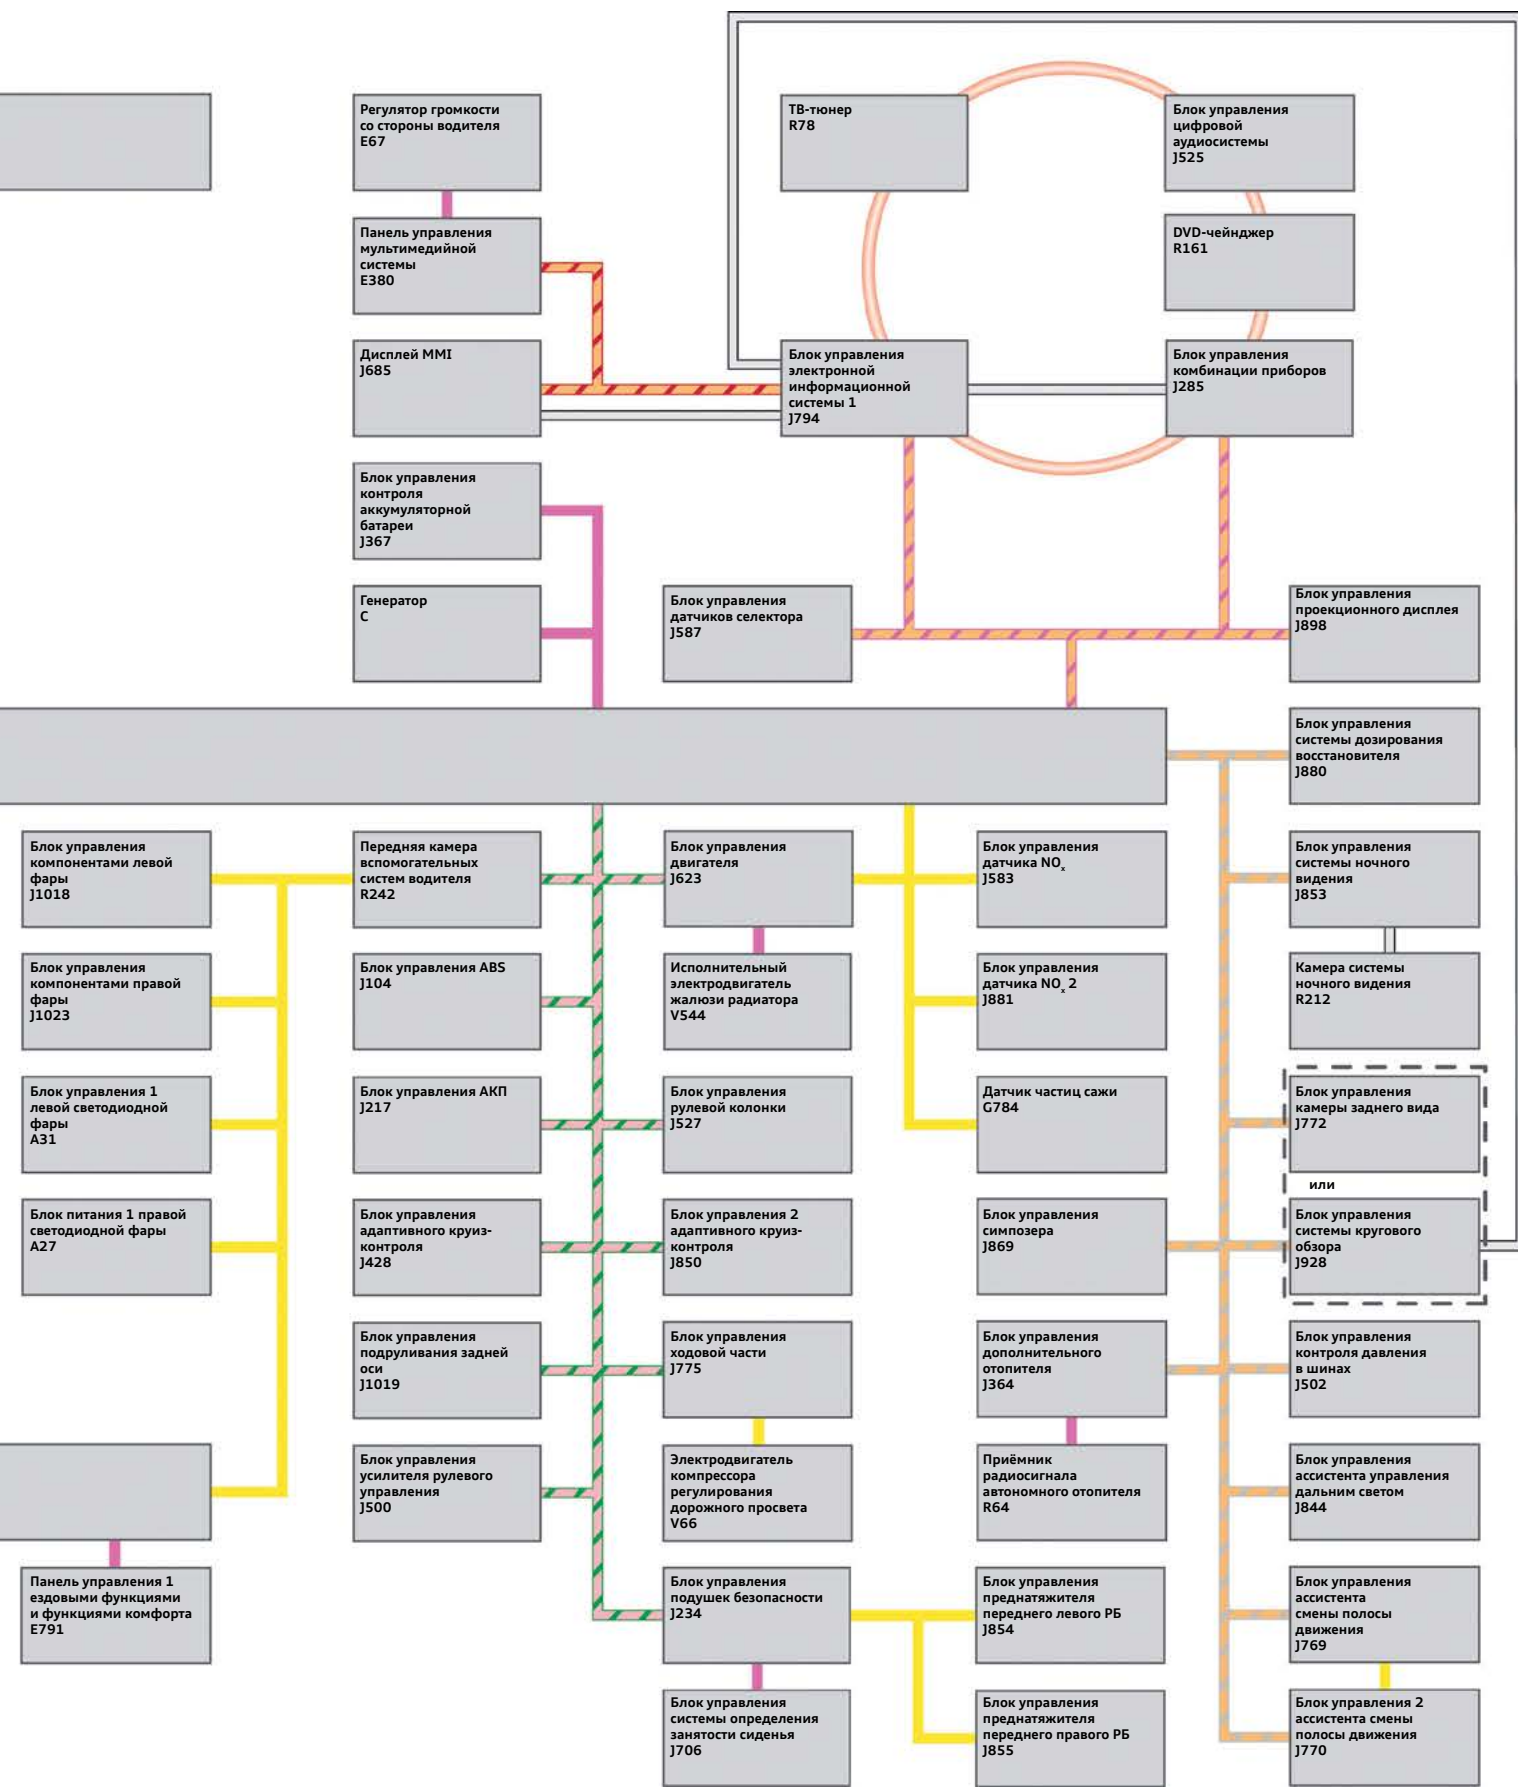 Регулятор громкости
со стороны водителя
E67
ТВ-тюнер
R78
Блок управления
цифровой
аудиосистемы
J525
Панель управления
мультимедийной
системы
E380
DVD-чейнджер
R161
Дисплей MMI
J685
Блок управления
электронной
информационной
системы 1
J794
Блок управления
комбинации приборов
J285
Блок управления
контроля
аккумуляторной
батареи
J367
Генератор
C
Блок управления
датчиков селектора
J587
Блок управления
проекционного дисплея
J898
Блок управления
системы дозирования
восстановителя
J880
Блок управления
компонентами левой
фары
J1018
Передняя камера
вспомогательных
систем водителя
R242
Блок управления
двигателя
J623
Блок управления
датчика NOx
J583
Блок управления
системы ночного
видения
J853
Блок управления
компонентами правой
фары
J1023
Блок управления ABS
J104
Исполнительный
электродвигатель
жалюзи радиатора
V544
Блок управления
датчика NOx 2
J881
Камера системы
ночного видения
R212
Блок управления 1
левой светодиодной
фары
A31
Блок управления АКП
J217
Блок управления
рулевой колонки
J527
Датчик частиц сажи
G784
Блок управления
камеры заднего вида
J772
или
Блок питания 1 правой
светодиодной фары
A27
Блок управления
адаптивного круиз-
контроля
J428
Блок управления 2
адаптивного круиз-
контроля
J850
Блок управления
симпозера
J869
Блок управления
системы кругового
обзора
J928
Блок управления
подруливания задней
оси
J1019
Блок управления
ходовой части
J775
Блок управления
дополнительного
отопителя
J364
Блок управления
контроля давления
в шинах
J502
Блок управления
усилителя рулевого
управления
J500
Электродвигатель
компрессора
регулирования
дорожного просвета
V66
Приёмник
радиосигнала
автономного отопителя
R64
Блок управления
ассистента управления
дальним светом
J844
Панель управления 1
ездовыми функциями
и функциями комфорта
E791
Блок управления
подушек безопасности
J234
Блок управления
преднатяжителя
переднего левого РБ
J854
Блок управления
ассистента
смены полосы
движения
J769
Блок управления
системы определения
занятости сиденья
J706
Блок управления
преднатяжителя
переднего правого РБ
J855
Блок управления 2
ассистента смены
полосы движения
J770